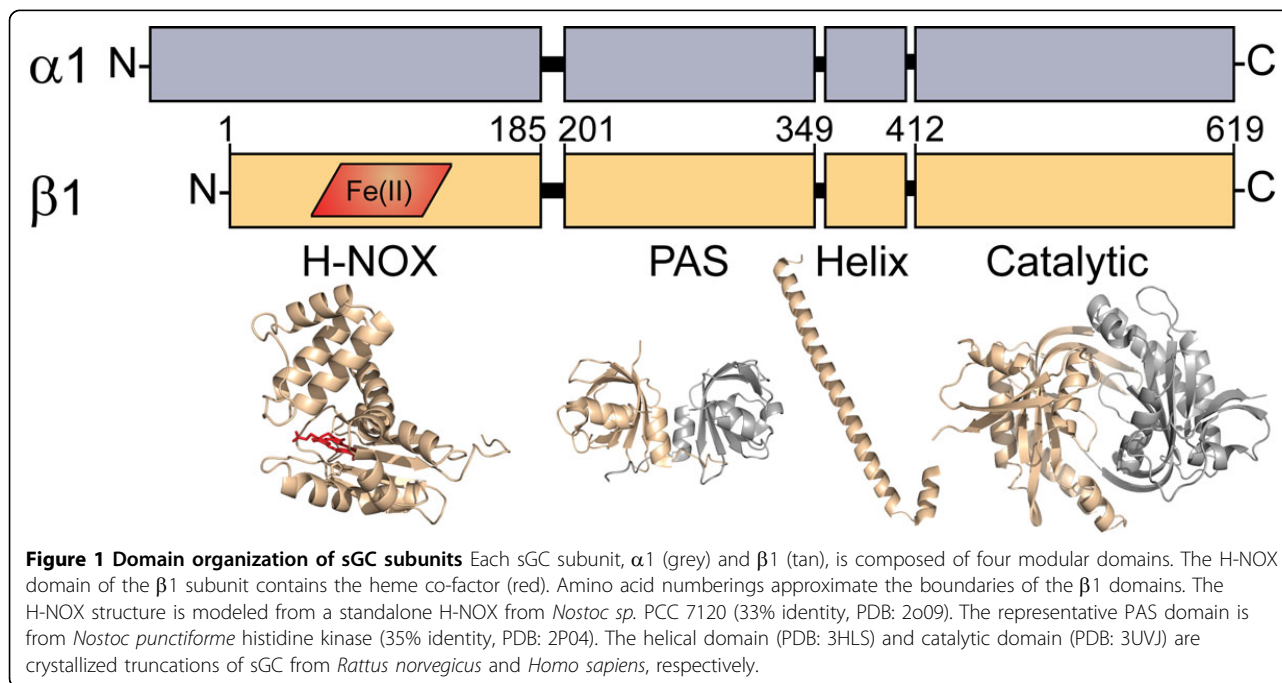 α1 N- -C
1 185 201 349 412 619
β1 N- Fe(II) -C
H-NOX PAS Helix Catalytic
Figure 1 Domain organization of sGC subunits Each sGC subunit, α1 (grey) and β1 (tan), is composed of four modular domains. The H-NOX
domain of the β1 subunit contains the heme co-factor (red). Amino acid numberings approximate the boundaries of the β1 domains. The
H-NOX structure is modeled from a standalone H-NOX from Nostoc sp. PCC 7120 (33% identity, PDB: 2o09). The representative PAS domain is
from Nostoc punctiforme histidine kinase (35% identity, PDB: 2P04). The helical domain (PDB: 3HLS) and catalytic domain (PDB: 3UVJ) are
crystallized truncations of sGC from Rattus norvegicus and Homo sapiens, respectively.